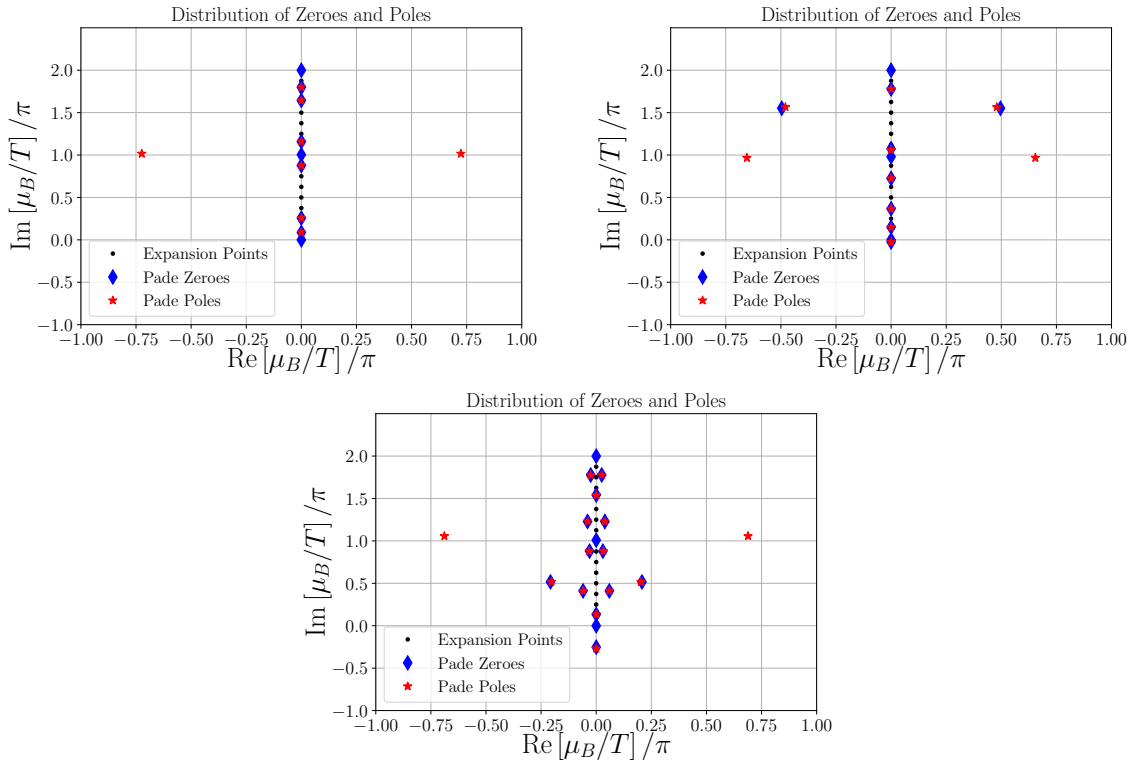 Distribution of Zeroes and Poles
2.0
1.5
1.0
0.5
0.0
−0.5
−1.0
Im [μ_B/T] /π
Expansion Points
Pade Zeroes
Pade Poles
−1.00 −0.75 −0.50 −0.25 0.00 0.25 0.50 0.75 1.00
Re [μ_B/T] /π
Distribution of Zeroes and Poles
2.0
1.5
1.0
0.5
0.0
−0.5
−1.0
Im [μ_B/T] /π
Expansion Points
Pade Zeroes
Pade Poles
−1.00 −0.75 −0.50 −0.25 0.00 0.25 0.50 0.75 1.00
Re [μ_B/T] /π
Distribution of Zeroes and Poles
2.0
1.5
1.0
0.5
0.0
−0.5
−1.0
Im [μ_B/T] /π
Expansion Points
Pade Zeroes
Pade Poles
−1.00 −0.75 −0.50 −0.25 0.00 0.25 0.50 0.75 1.00
Re [μ_B/T] /π